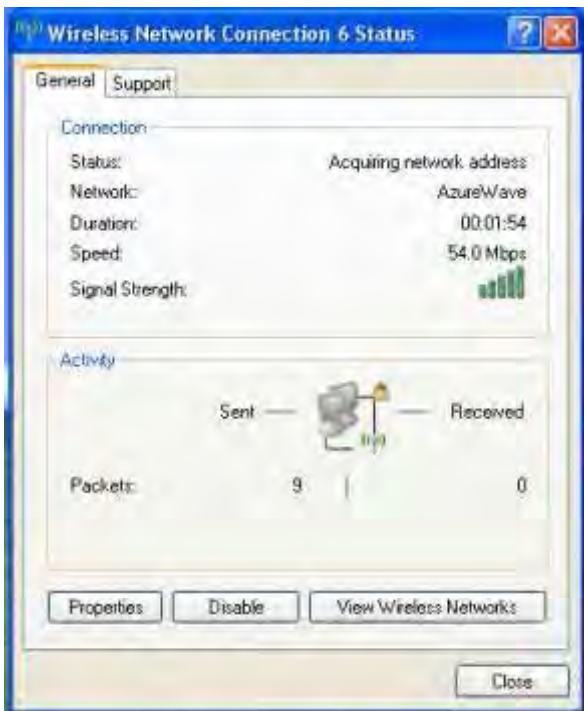 Wireless Network Connection 6 Status
General Support
Connection
Status: Acquiring network address
Network: AzureWave
Duration: 00:01:54
Speed: 54.0 Mbps
Signal Strength:
Activity
Sent Received
Packets: 9 0
Properties Disable View Wireless Networks
Close